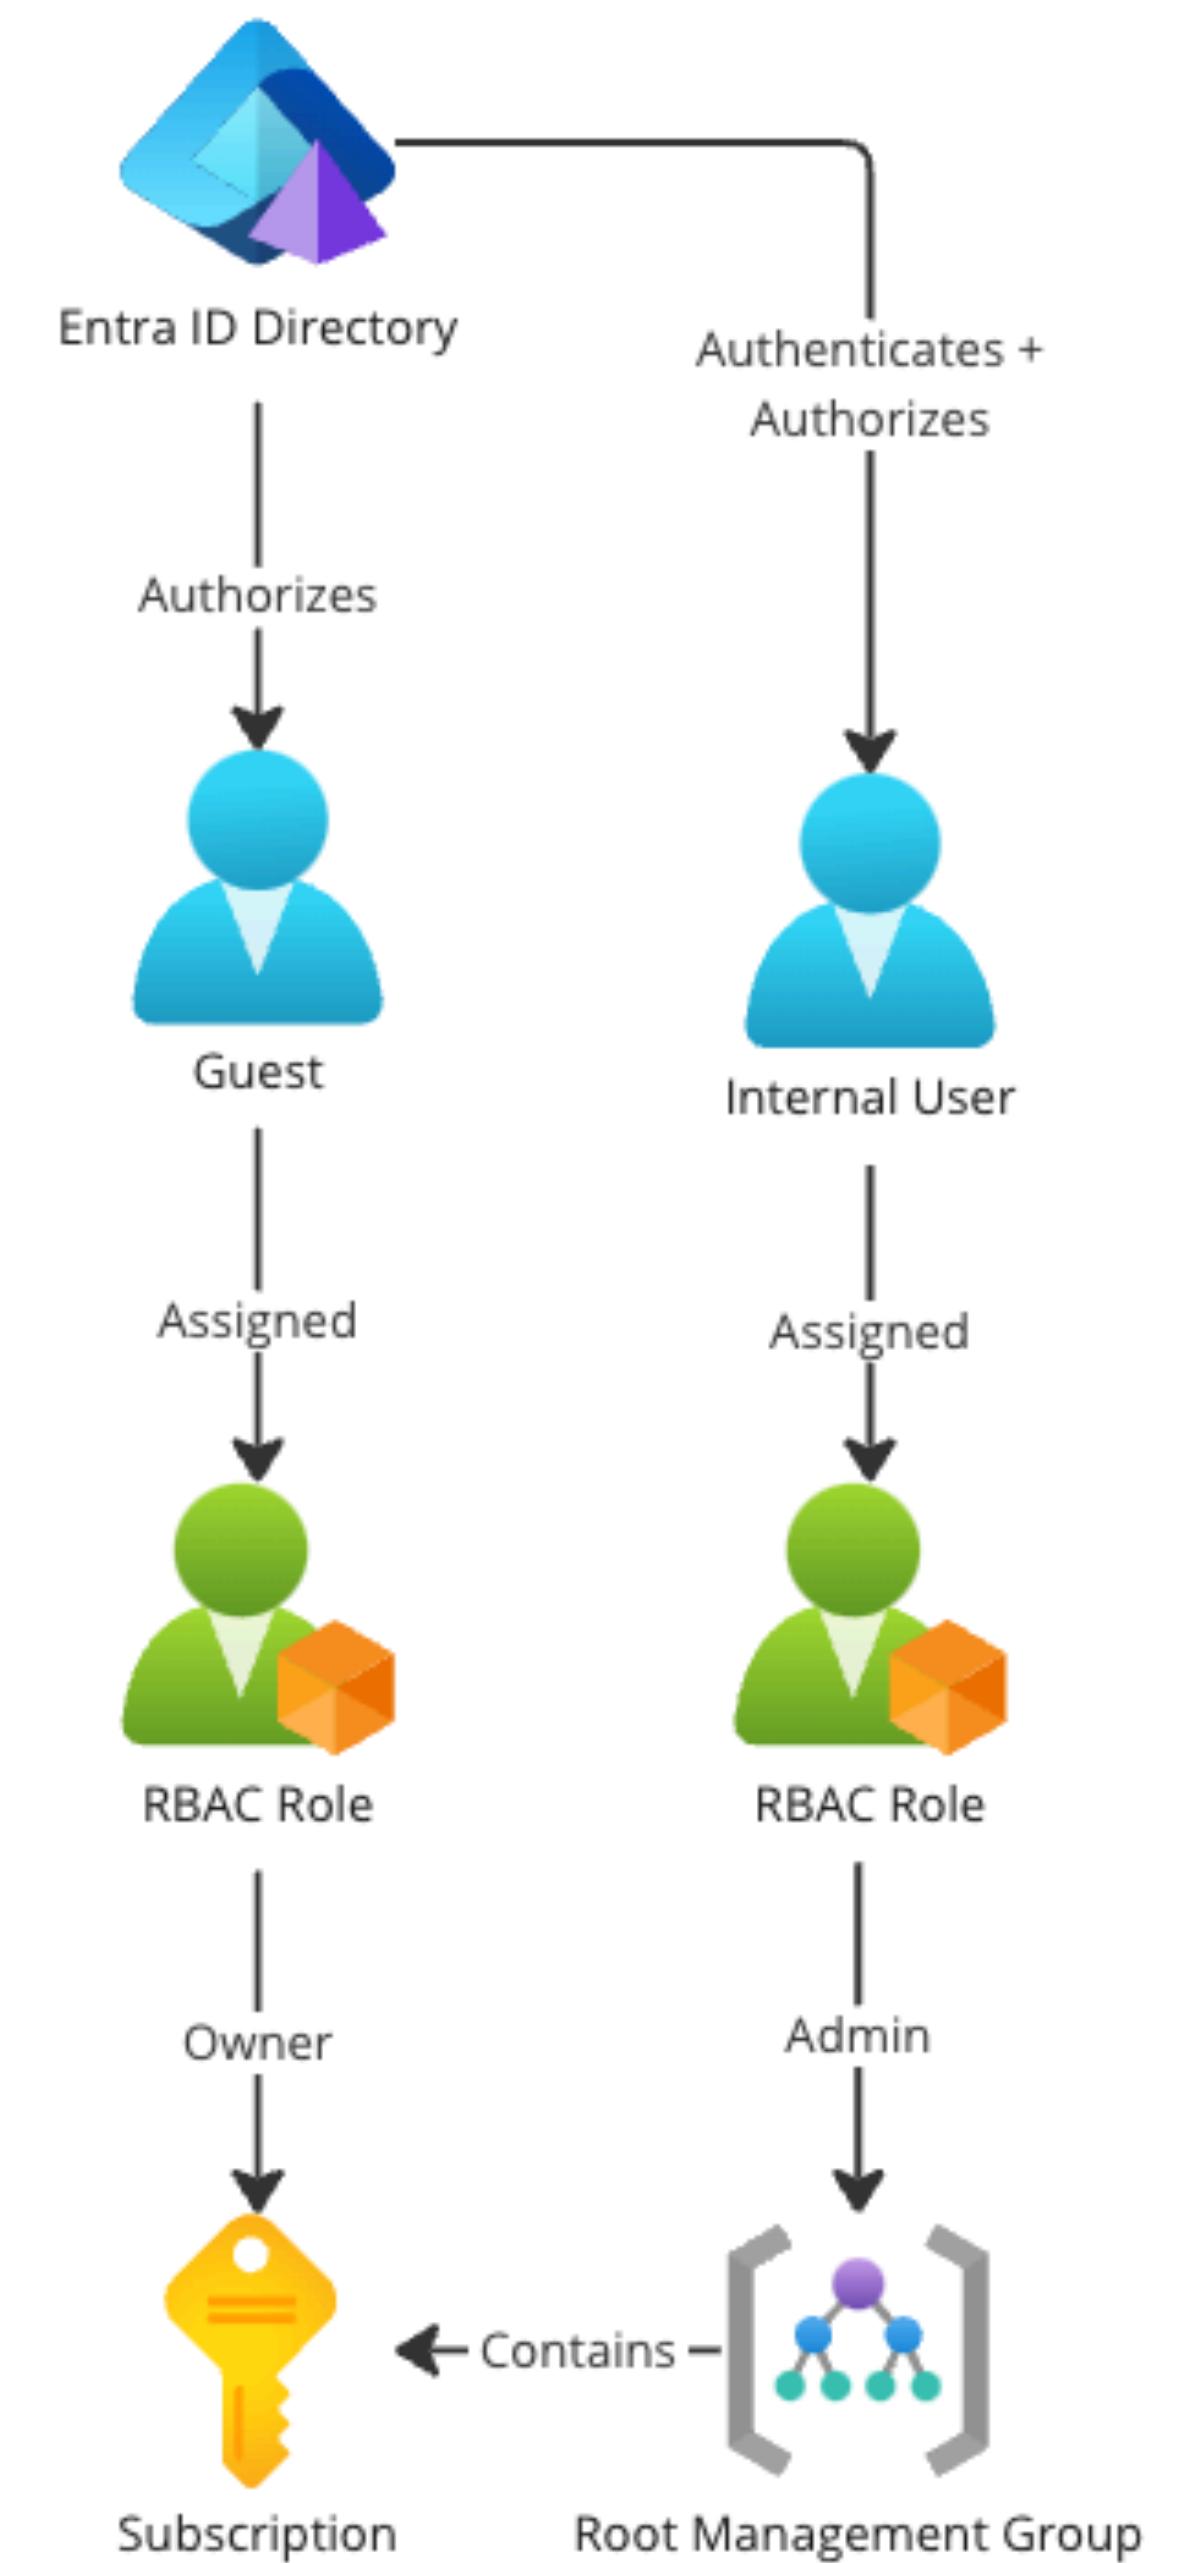 Entra ID Directory
Authenticates +
Authorizes
Authorizes
Guest
Internal User
Assigned
Assigned
RBAC Role
RBAC Role
Owner
Admin
Contains
Subscription
Root Management Group